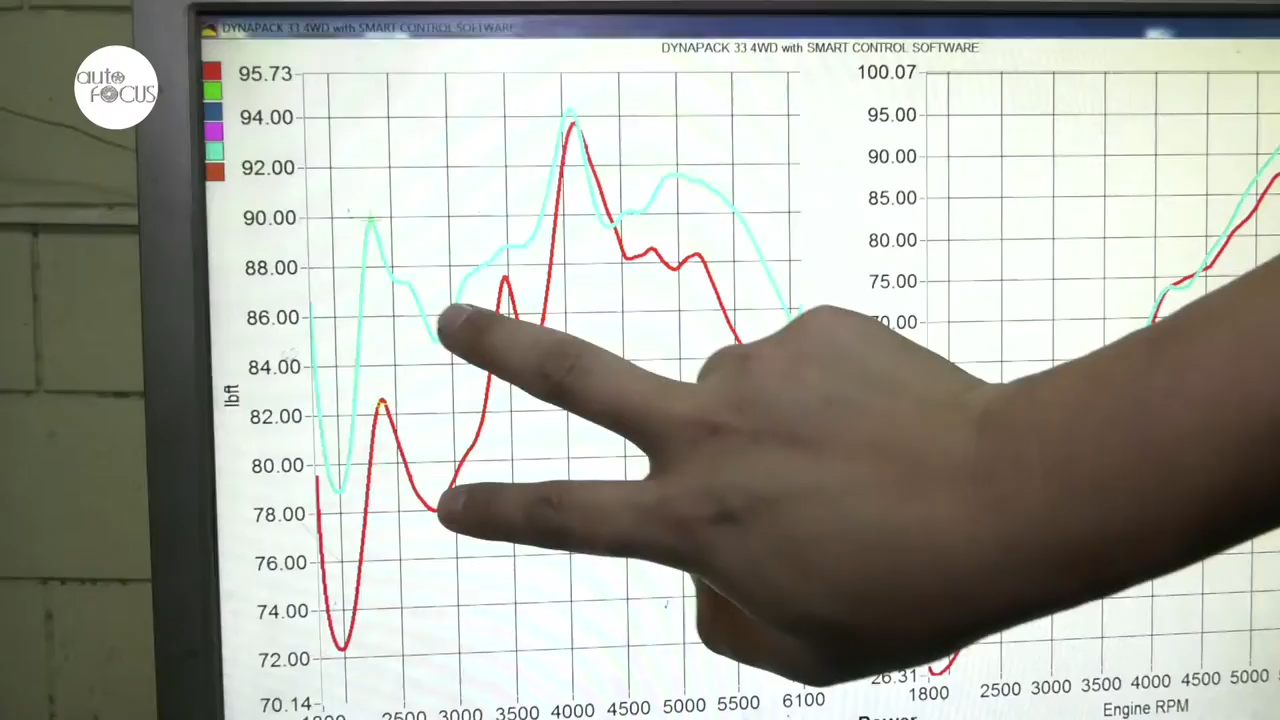 DYNAPACK 33 4WD with SMART CONTROL SOFTWARE
DYNAPACK 33 4WD with SMART CONTROL SOFTWARE
auto
FOCUS
95.73
94.00
92.00
90.00
88.00
86.00
84.00
82.00
80.00
78.00
76.00
74.00
72.00
70.14
lbft
1800 2500 3000 3500 4000 4500 5000 5500 6100
100.07
95.00
90.00
85.00
80.00
75.00
70.00
26.31
1800 2500 3000 3500 4000 4500 5000
Engine RPM
Power